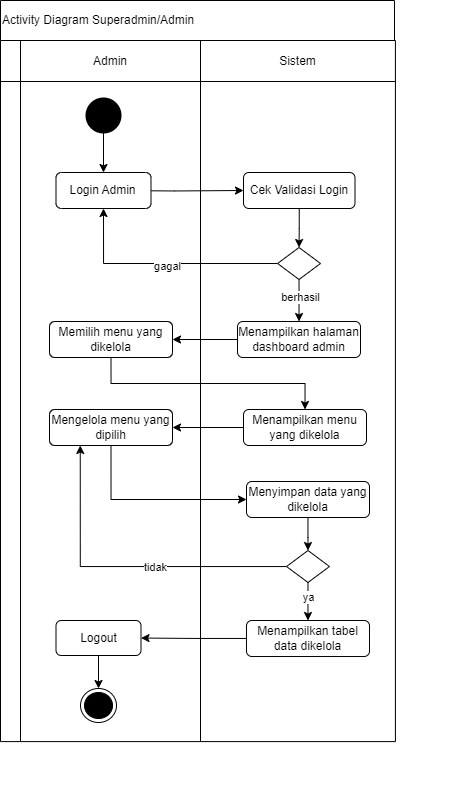 Activity Diagram Superadmin/Admin
Admin
Sistem
Login Admin
Cek Validasi Login
gagal
berhasil
Memilih menu yang
dikelola
Menampilkan halaman
dashboard admin
Mengelola menu yang
dipilih
Menampilkan menu
yang dikelola
Menyimpan data yang
dikelola
tidak
ya
Logout
Menampilkan tabel
data dikelola